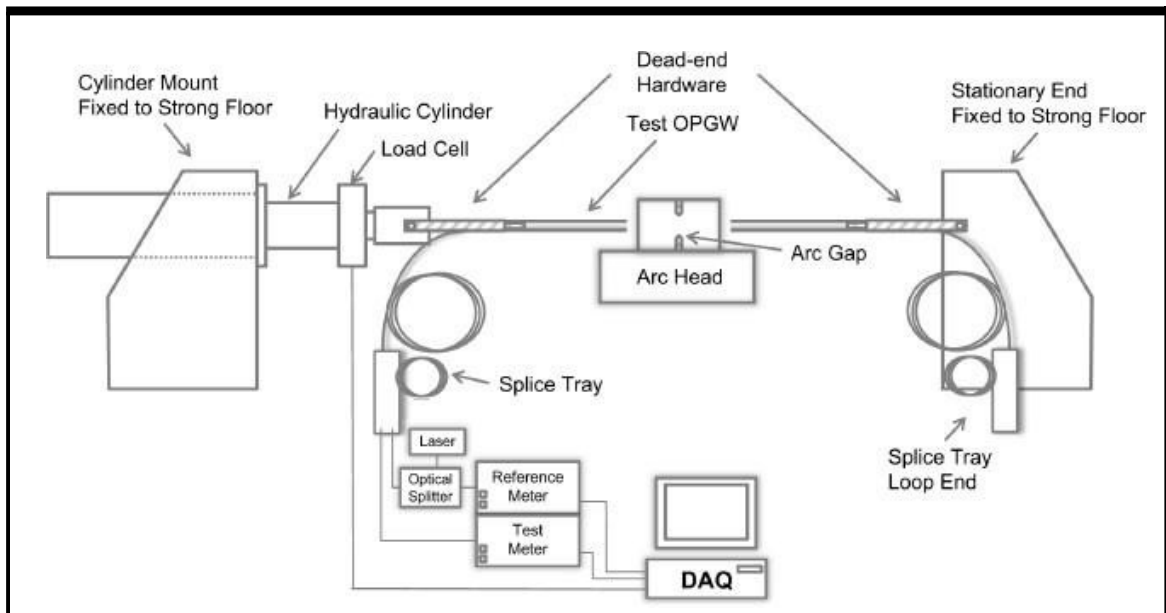 Cylinder Mount
Fixed to Strong Floor
Hydraulic Cylinder
Load Cell
Dead-end
Hardware
Test OPGW
Stationary End
Fixed to Strong Floor
Arc Gap
Arc Head
Splice Tray
Splice Tray
Loop End
Laser
Optical
Splitter
Reference
Meter
Test
Meter
DAQ